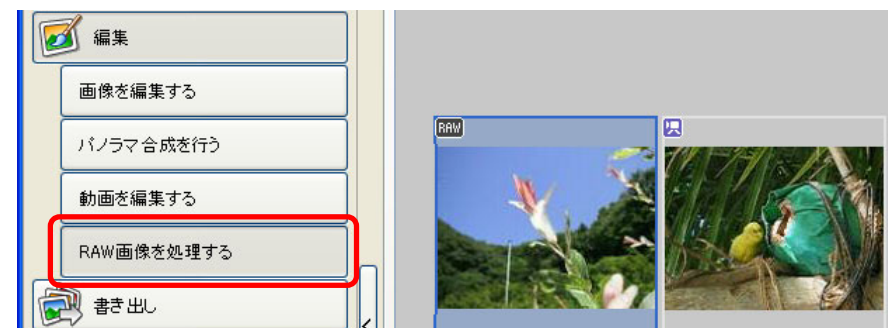 編集
画像を編集する
パノラマ合成を行う
動画を編集する
RAW画像を処理する
書き出し
RAW